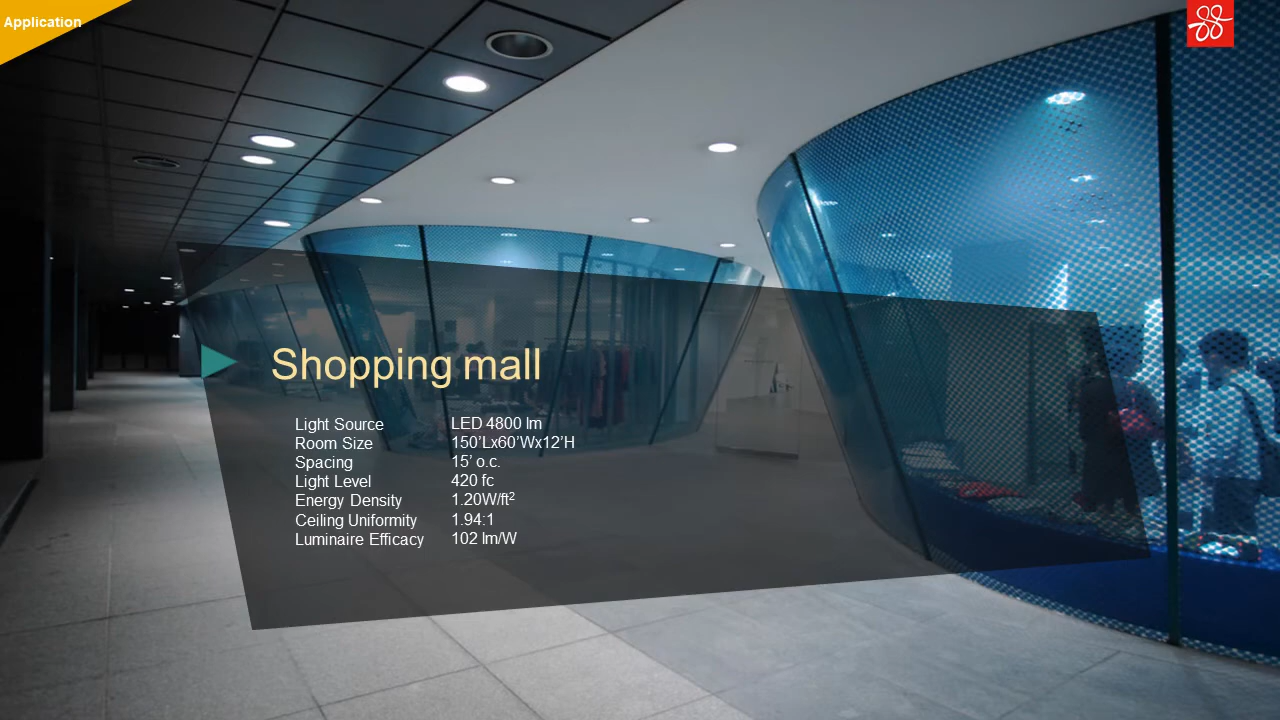 Application
Shopping mall
Light Source LED 4800 lm
Room Size 150’Lx60’Wx12’H
Spacing 15’ o.c.
Light Level 420 fc
Energy Density 1.20W/ft²
Ceiling Uniformity 1.94:1
Luminaire Efficacy 102 lm/W